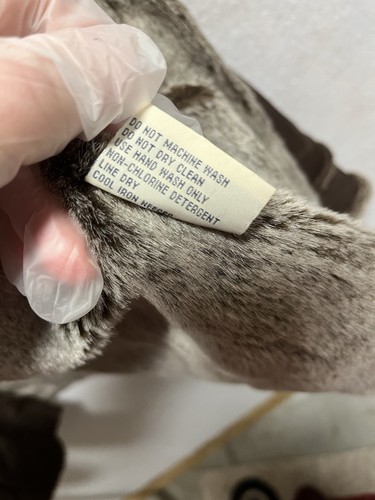 DO NOT MACHINE WASH
DO NOT DRY CLEAN
USE HAND WASH ONLY
NON-CHLORINE DETERGENT
LINE DRY
COOL IRON